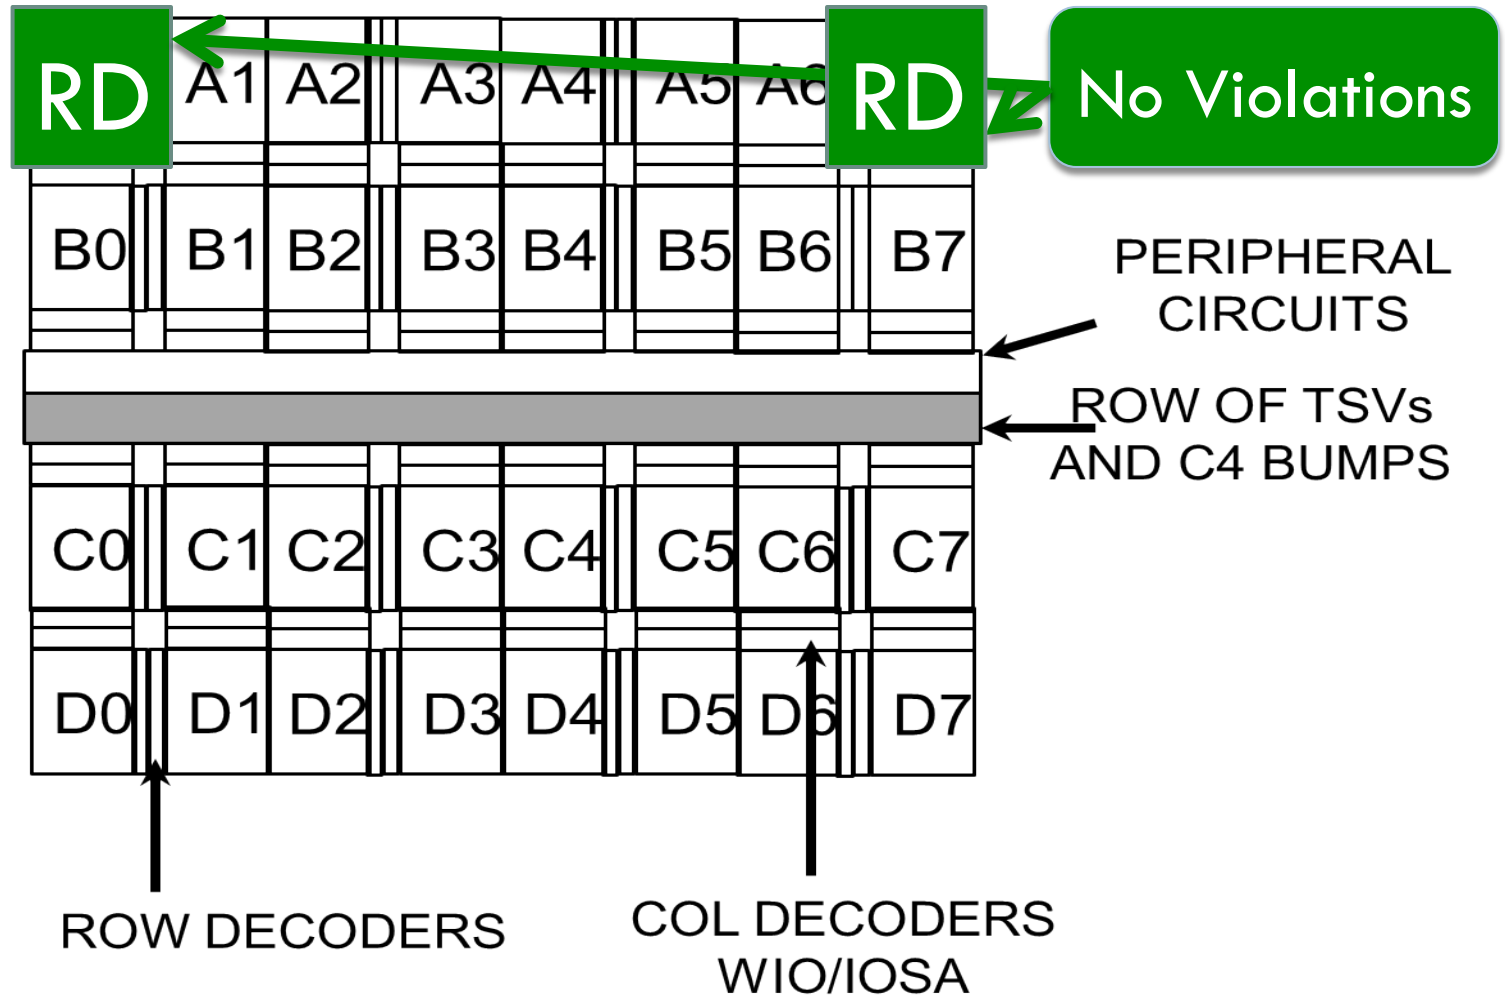 RD A1 A2 A3 A4 A5 A6 RD No Violations
B0 B1 B2 B3 B4 B5 B6 B7
PERIPHERAL
CIRCUITS
ROW OF TSVs
AND C4 BUMPS
C0 C1 C2 C3 C4 C5 C6 C7
D0 D1 D2 D3 D4 D5 D6 D7
ROW DECODERS
COL DECODERS
WIO/IOSA